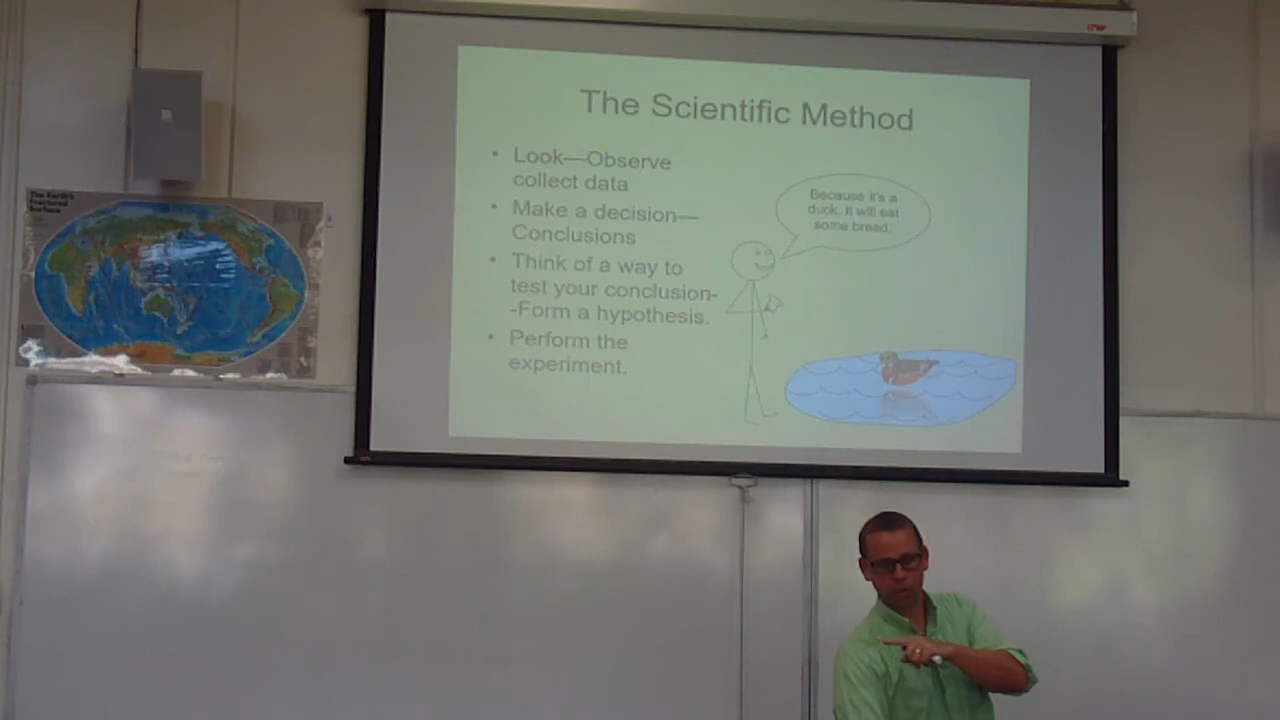 The Earth's
Fractured
Surface
The Scientific Method
• Look—Observe
collect data
• Make a decision—
Conclusions
• Think of a way to
test your conclusion-
-Form a hypothesis.
• Perform the
experiment.
Because it's a
duck, it will eat
some bread.